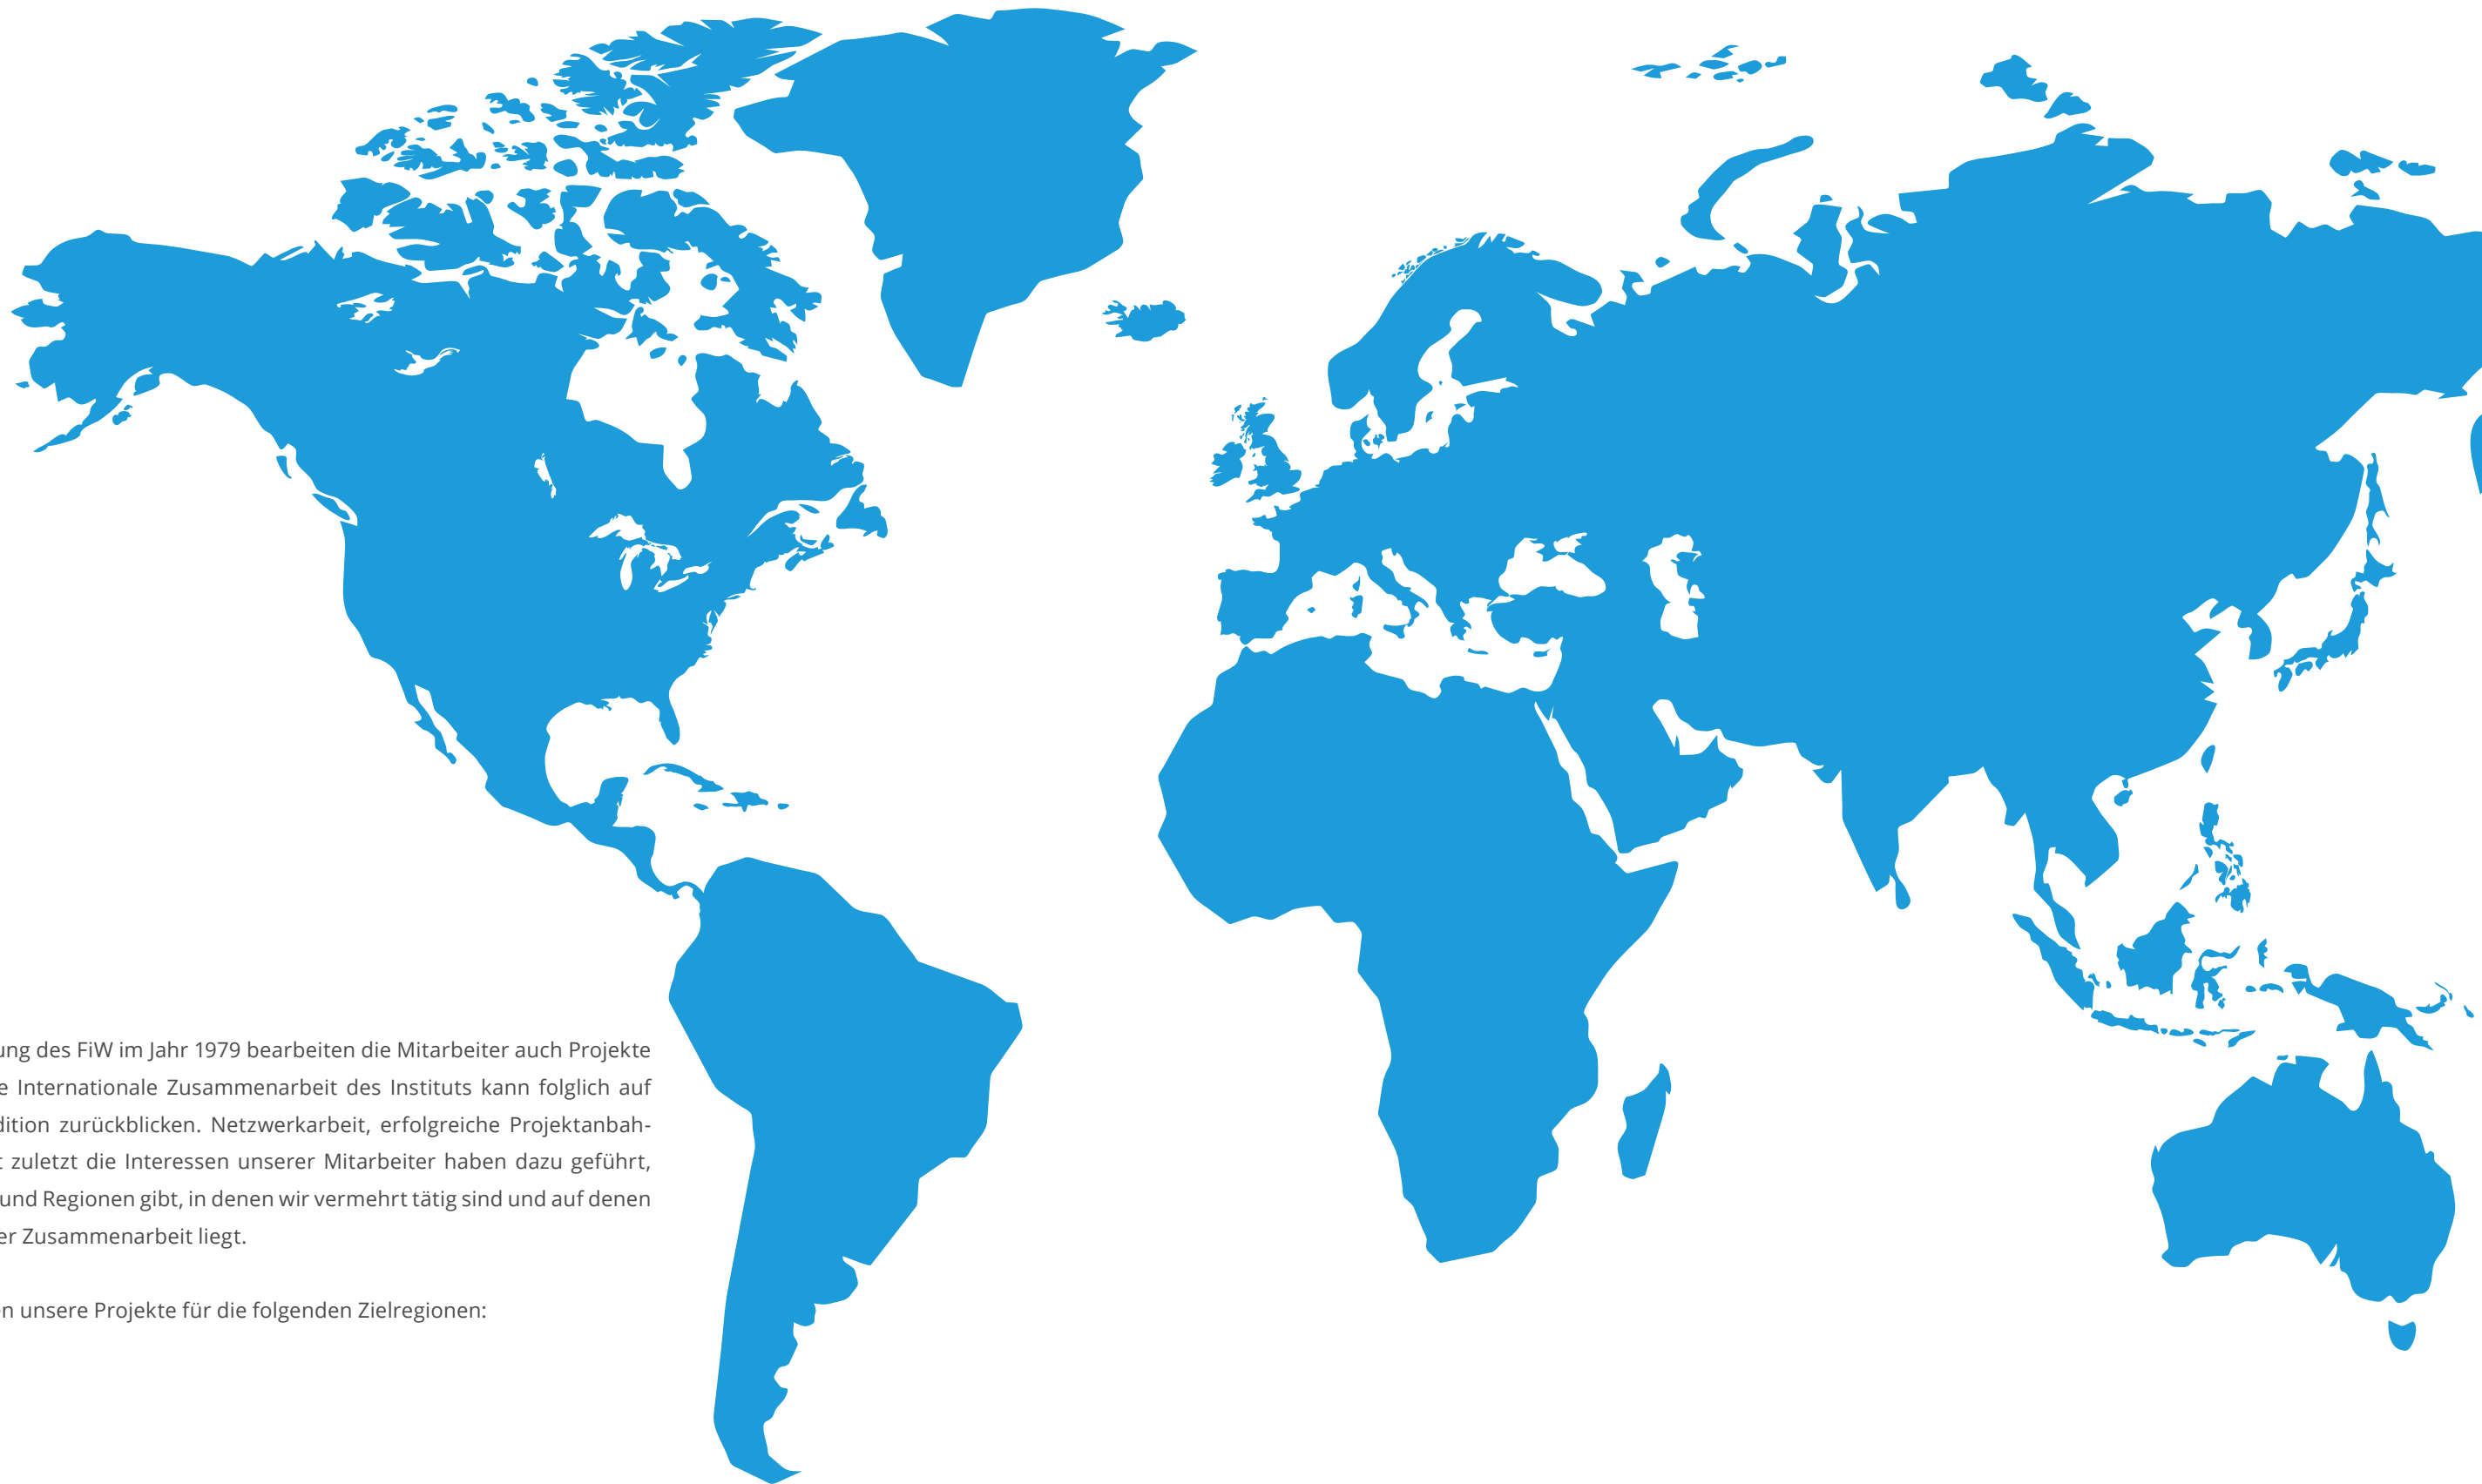 ung des FiW im Jahr 1979 bearbeiten die Mitarbeiter auch Projekte
e Internationale Zusammenarbeit des Instituts kann folglich auf
dition zurückblicken. Netzwerkarbeit, erfolgreiche Projektanbah-
t zuletzt die Interessen unserer Mitarbeiter haben dazu geführt,
und Regionen gibt, in denen wir vermehrt tätig sind und auf denen
er Zusammenarbeit liegt.
en unsere Projekte für die folgenden Zielregionen: